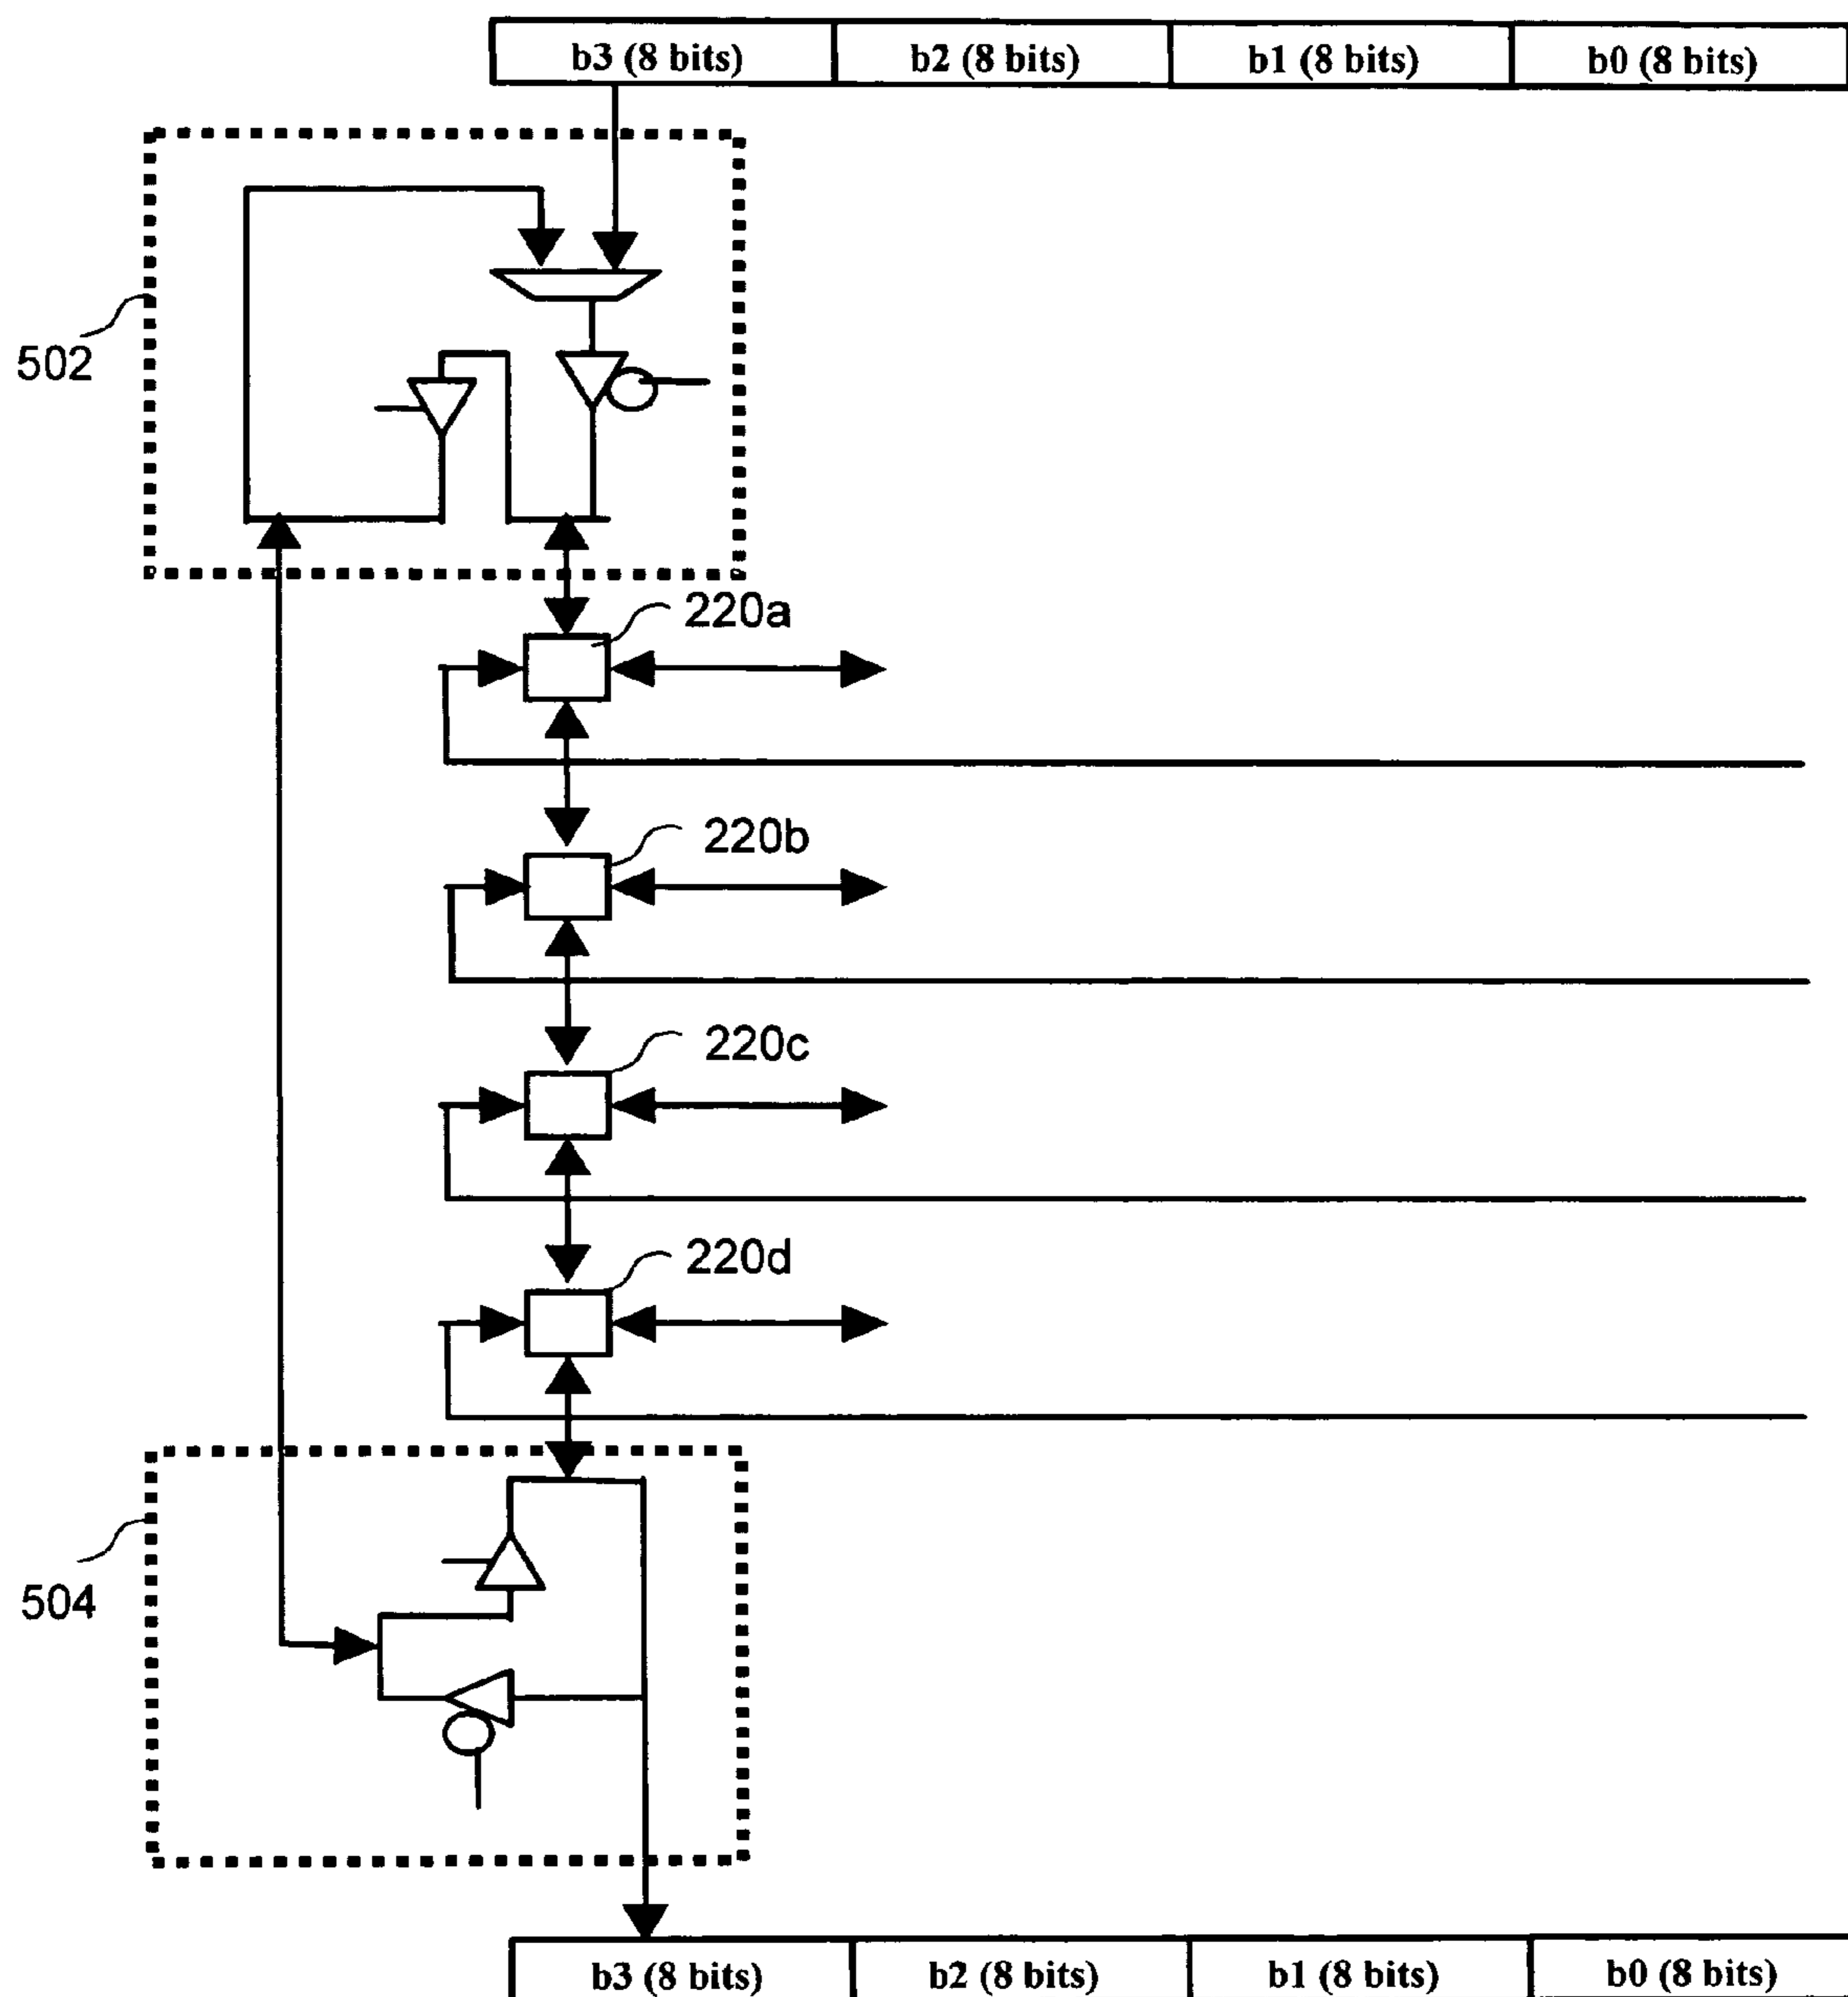 b3 (8 bits) b2 (8 bits) b1 (8 bits) b0 (8 bits)
502
220a
220b
220c
220d
504
b3 (8 bits) b2 (8 bits) b1 (8 bits) b0 (8 bits)